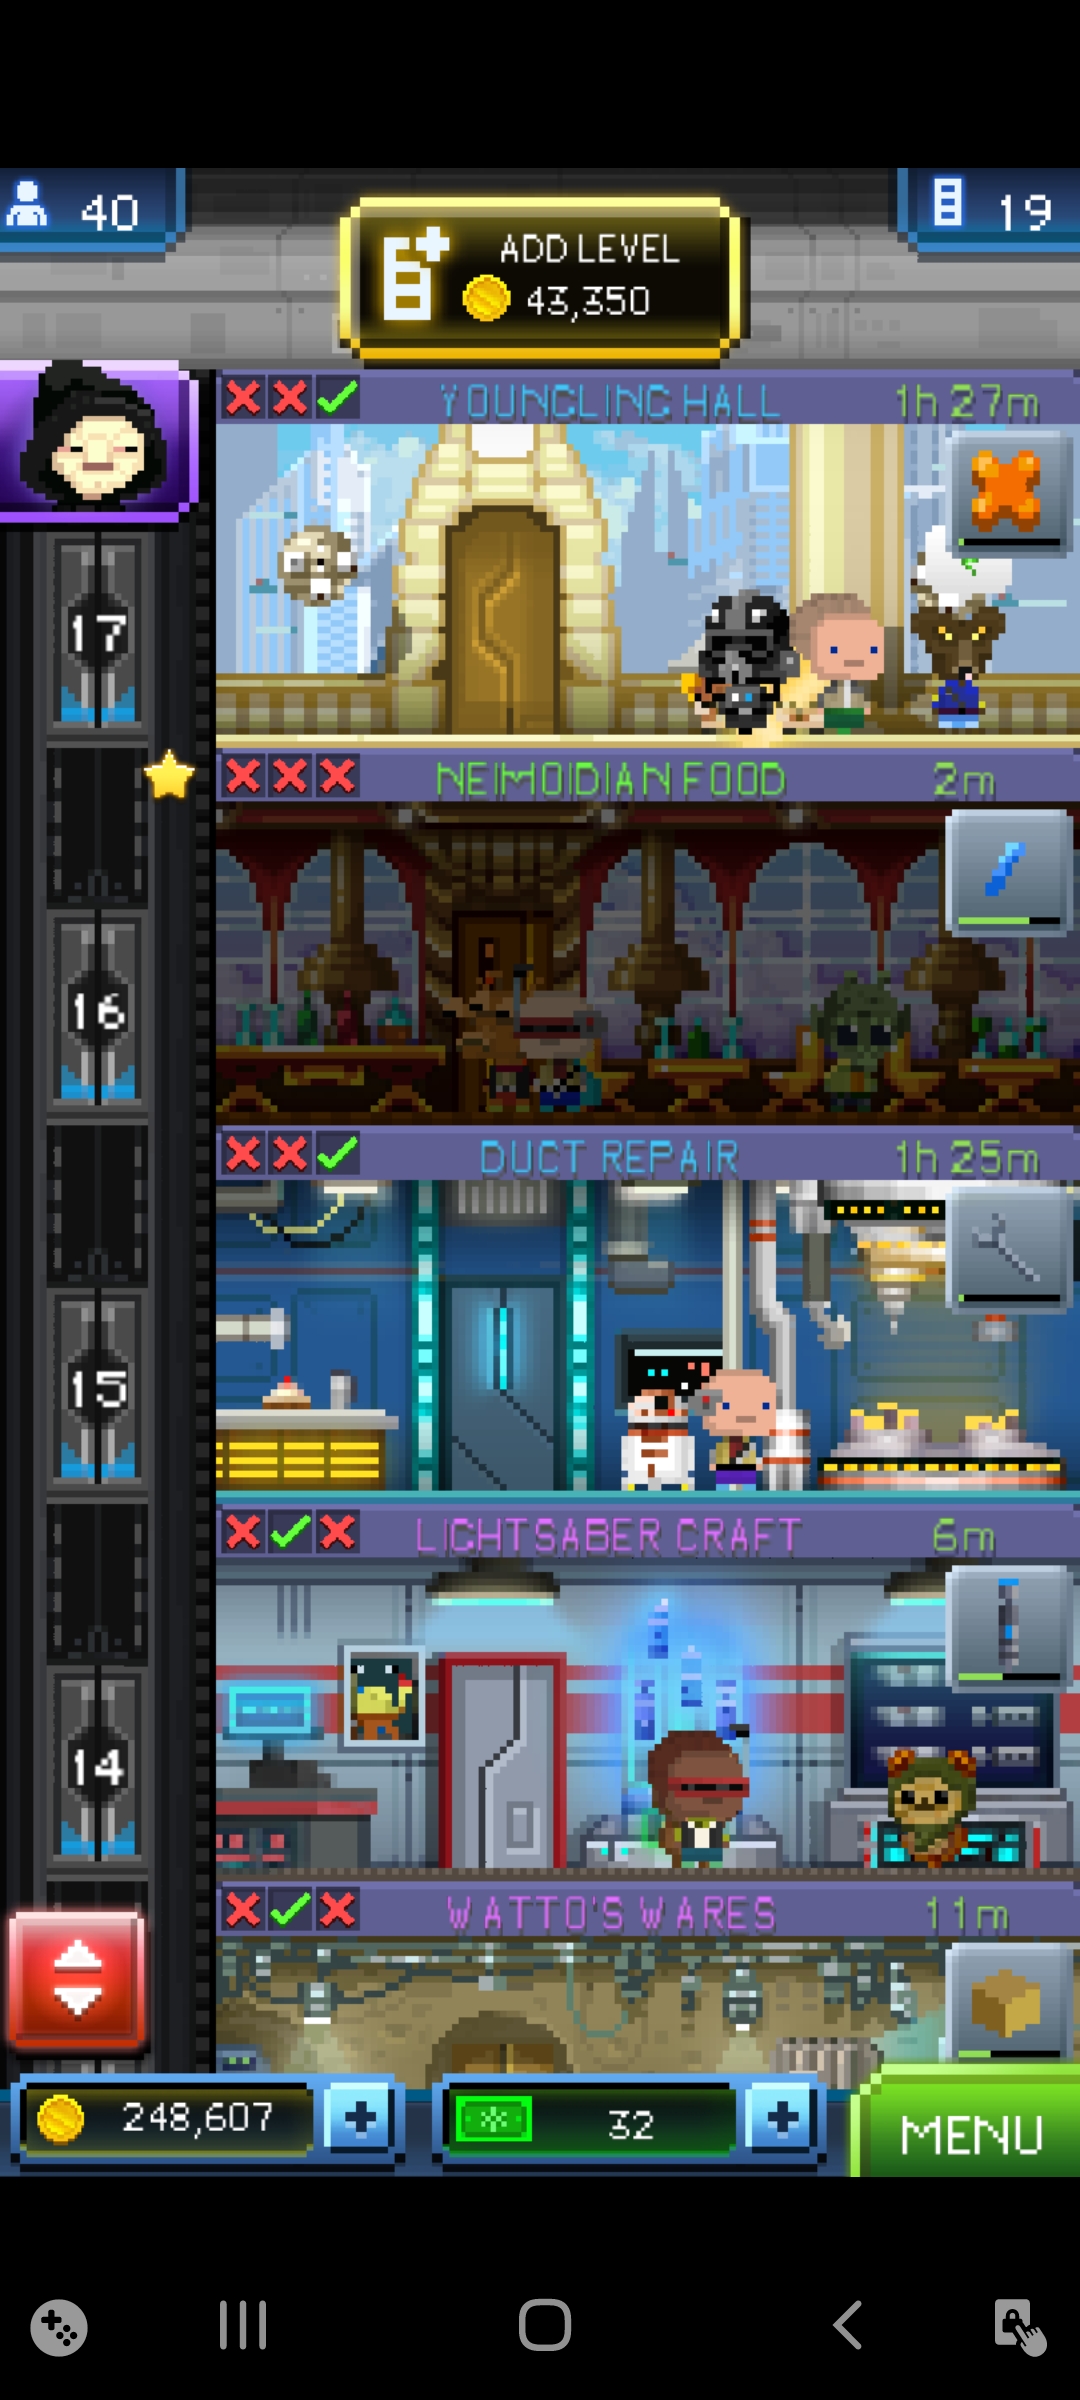 40
19
ADD LEVEL
43,350
YOUNGLING HALL 1h 27m
17
NEIMOIDIAN FOOD 2m
16
DUCT REPAIR 1h 25m
15
LIGHTSABER CRAFT 6m
14
WATTO'S WARES 11m
248,607
32
MENU